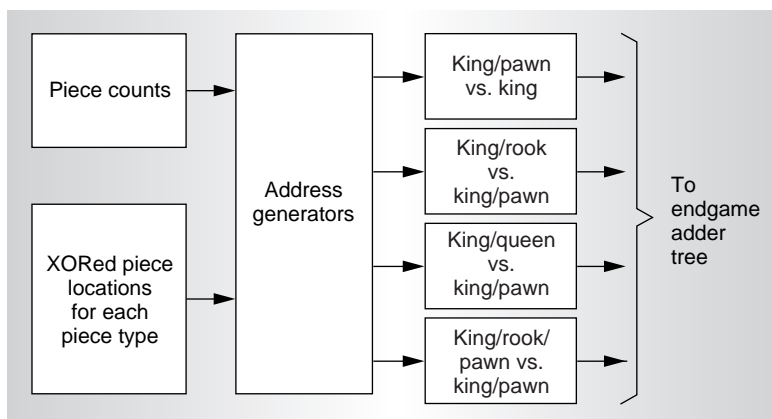 Piece counts
XORed piece
locations
for each
piece type
Address
generators
King/pawn
vs. king
King/rook
vs.
king/pawn
King/queen
vs.
king/pawn
King/rook/
pawn vs.
king/pawn
To
endgame
adder
tree